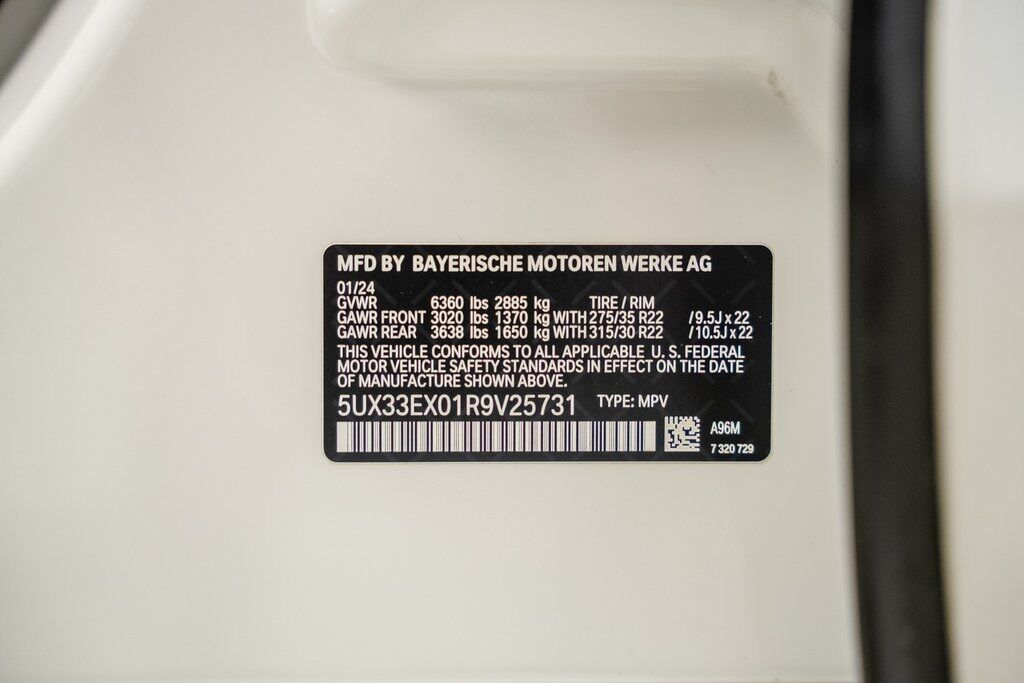 MFD BY BAYERISCHE MOTOREN WERKE AG
01/24
GVWR 6360 lbs 2885 kg TIRE / RIM
GAWR FRONT 3020 lbs 1370 kg WITH 275/35 R22 / 9.5J x 22
GAWR REAR 3638 lbs 1650 kg WITH 315/30 R22 / 10.5J x 22
THIS VEHICLE CONFORMS TO ALL APPLICABLE U. S. FEDERAL
MOTOR VEHICLE SAFETY STANDARDS IN EFFECT ON THE DATE
OF MANUFACTURE SHOWN ABOVE.
5UX33EX01R9V25731 TYPE: MPV
A96M
7 320 729